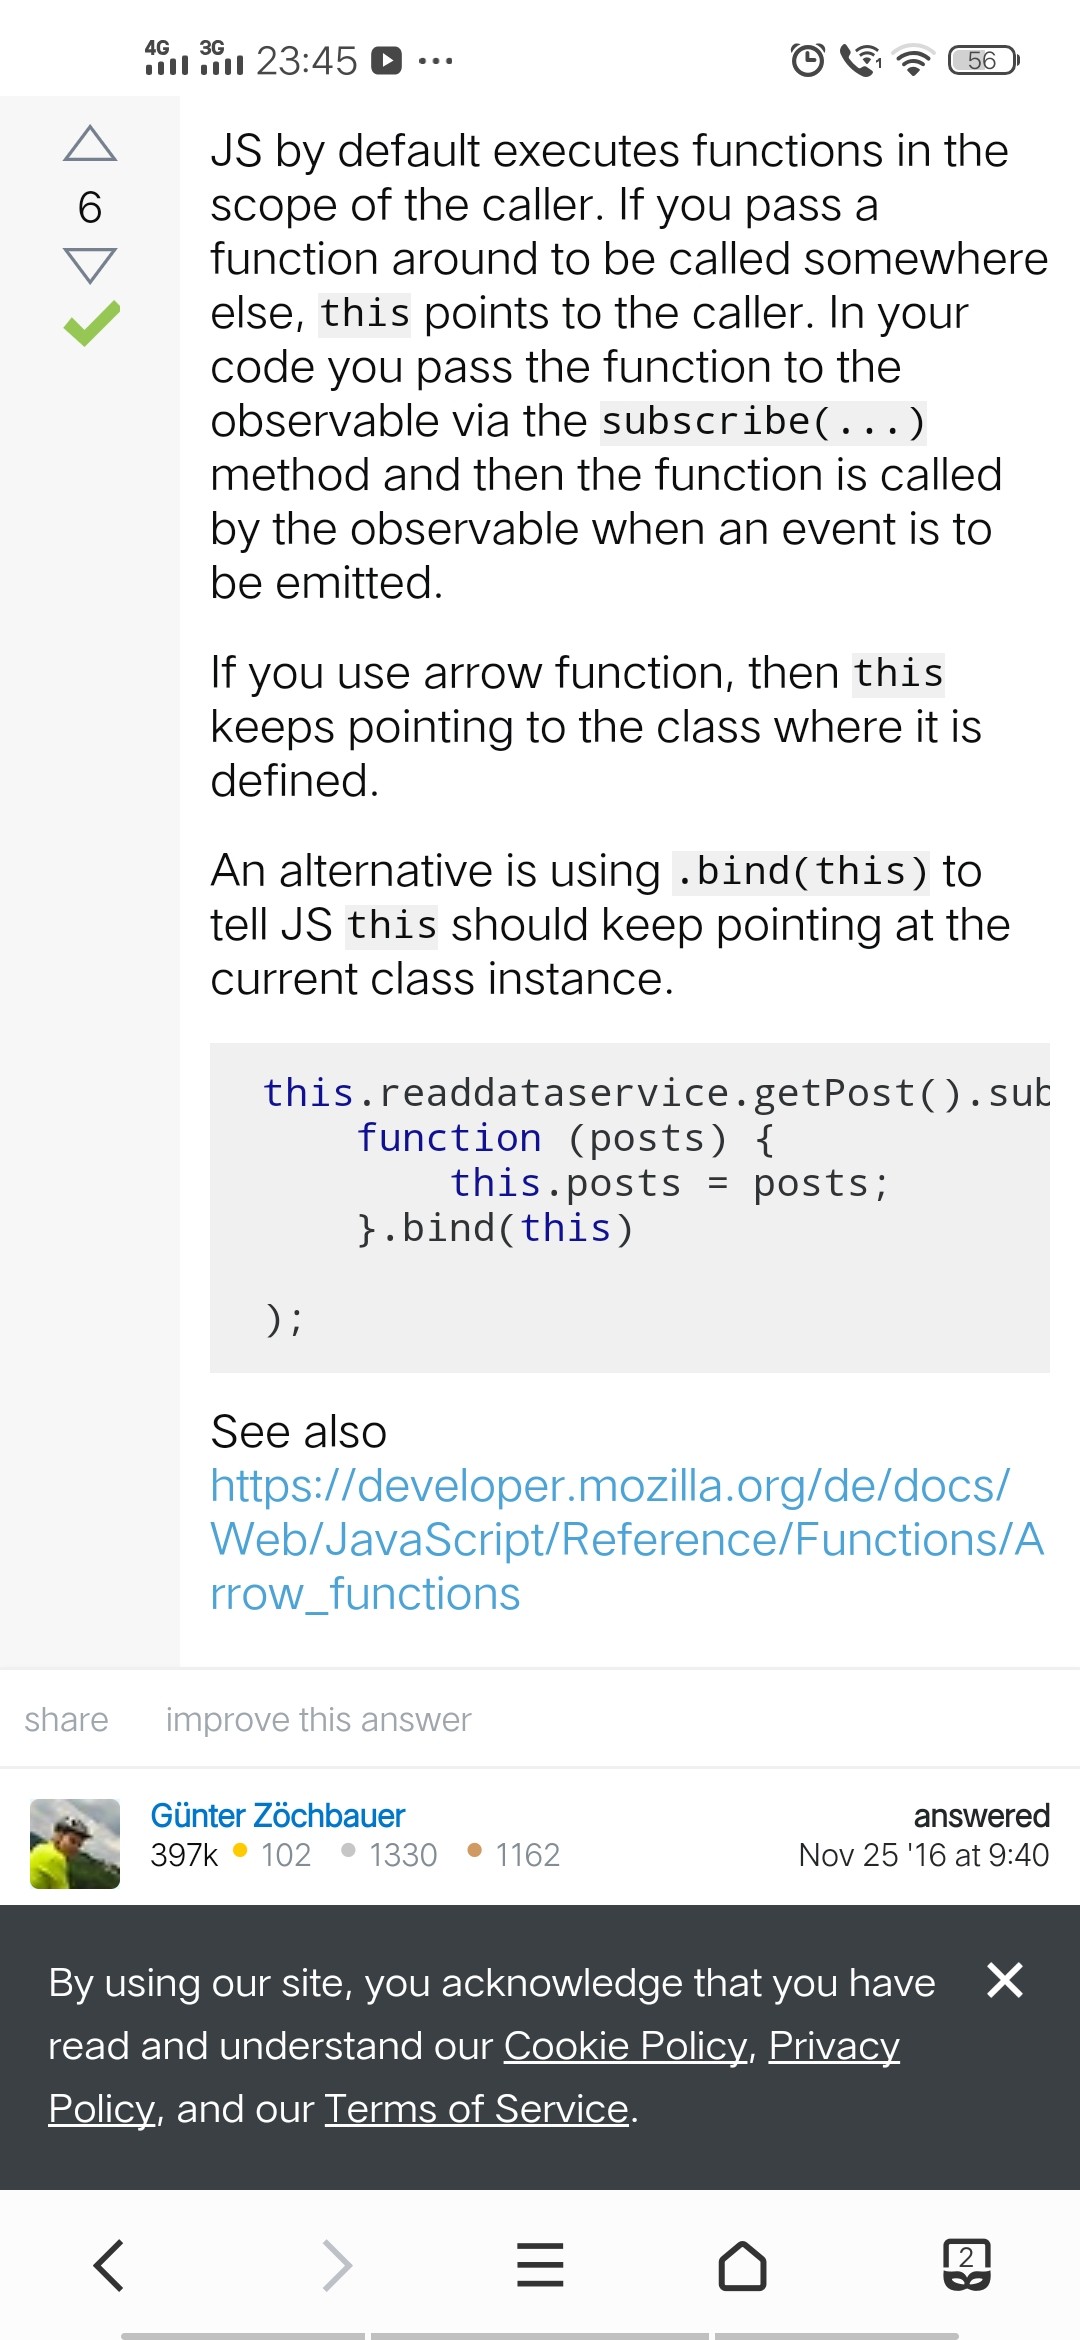 4G 3G 23:45 56
JS by default executes functions in the
6
scope of the caller. If you pass a
function around to be called somewhere
else, this points to the caller. In your
code you pass the function to the
observable via the subscribe(...)
method and then the function is called
by the observable when an event is to
be emitted.
If you use arrow function, then this
keeps pointing to the class where it is
defined.
An alternative is using .bind(this) to
tell JS this should keep pointing at the
current class instance.
this.readdataservice.getPost().sub
function (posts) {
this.posts = posts;
}.bind(this)
);
See also
https://developer.mozilla.org/de/docs/
Web/JavaScript/Reference/Functions/A
rrow_functions
share improve this answer
Günter Zöchbauer answered
397k 102 1330 1162 Nov 25 '16 at 9:40
By using our site, you acknowledge that you have
read and understand our Cookie Policy, Privacy
Policy, and our Terms of Service.
2